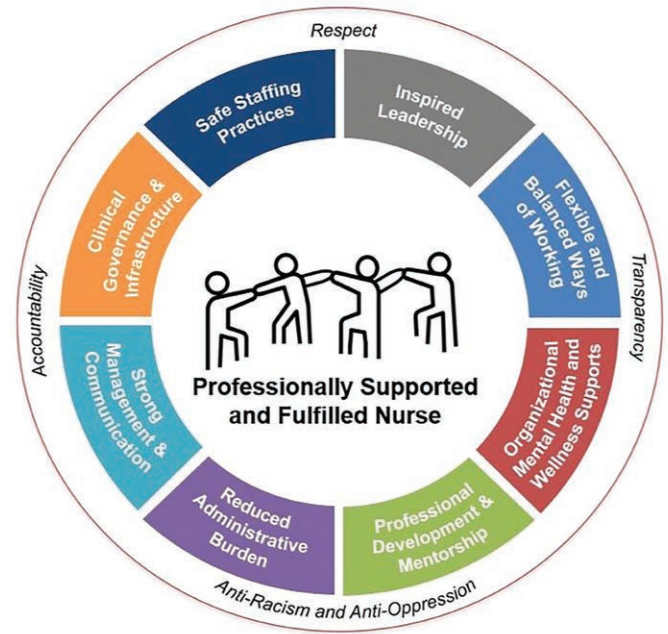 Respect
Safe Staffing
Practices
Inspired
Leadership
Flexible and
Balanced Ways
of Working
Transparency
Organizational
Mental Health and
Wellness Supports
Professional
Development &
Mentorship
Anti-Racism and Anti-Oppression
Reduced
Administrative
Burden
Strong
Management &
Communication
Accountability
Clinical
Governance &
Infrastructure
Professionally Supported
and Fulfilled Nurse